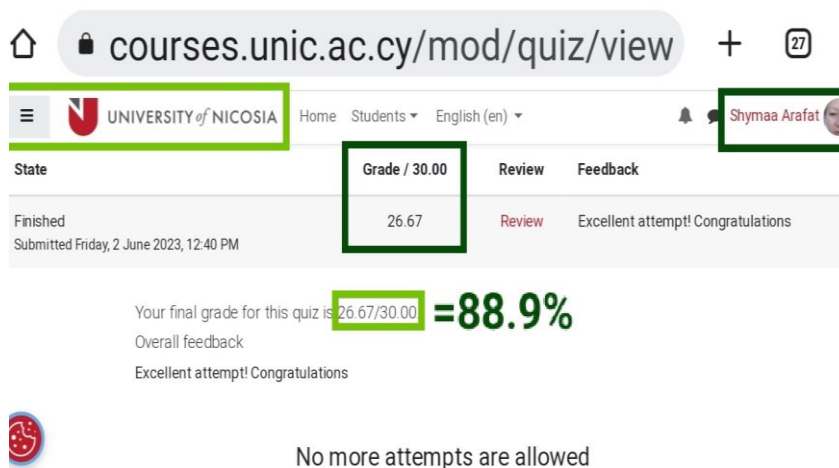 courses.unic.ac.cy/mod/quiz/view + 27
UNIVERSITY of NICOSIA Home Students English (en) Shymaa Arafat
State Grade / 30.00 Review Feedback
Finished 26.67 Review Excellent attempt! Congratulations
Submitted Friday, 2 June 2023, 12:40 PM
Your final grade for this quiz is 26.67/30.00. =88.9%
Overall feedback
Excellent attempt! Congratulations
No more attempts are allowed